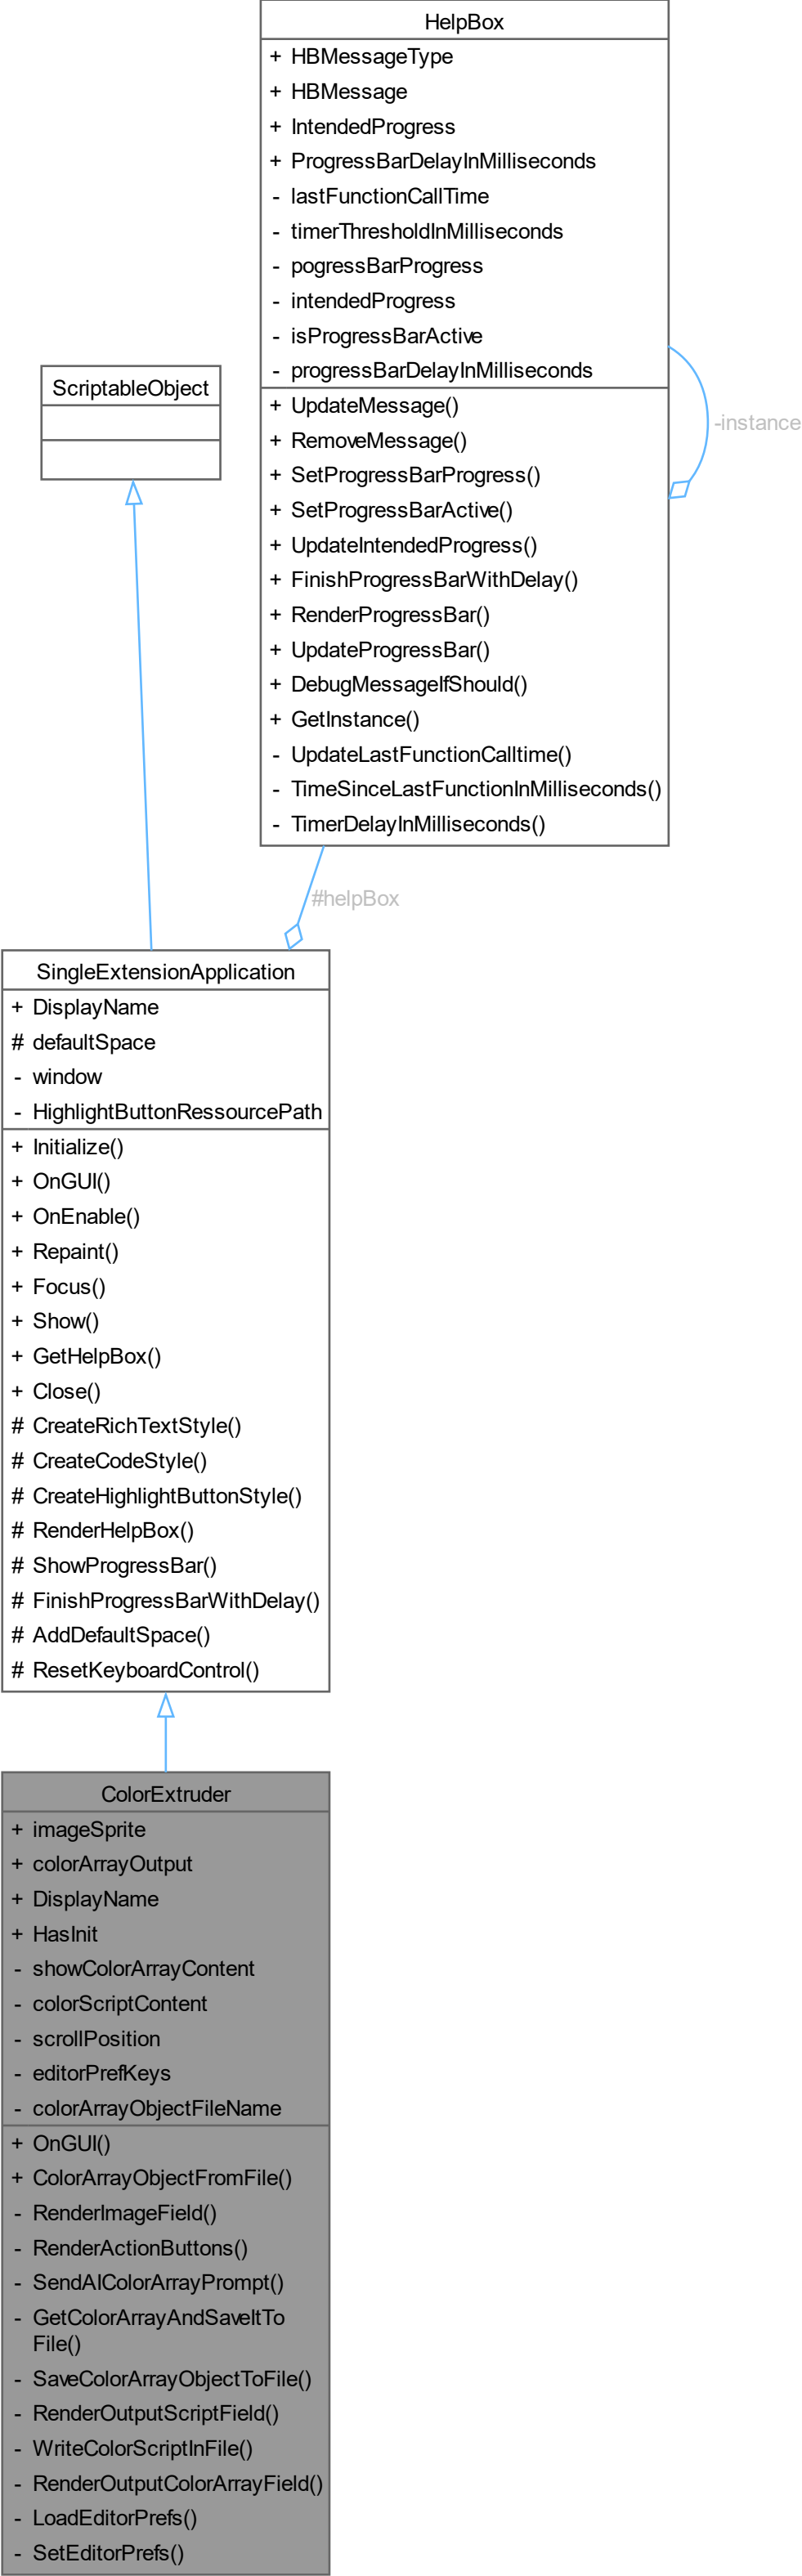 HelpBox
+ HBMessageType
+ HBMessage
+ IntendedProgress
+ ProgressBarDelayInMilliseconds
- lastFunctionCallTime
- timerThresholdInMilliseconds
- pogressBarProgress
- intendedProgress
- isProgressBarActive
- progressBarDelayInMilliseconds
+ UpdateMessage()
+ RemoveMessage()
+ SetProgressBarProgress()
+ SetProgressBarActive()
+ UpdateIntendedProgress()
+ FinishProgressBarWithDelay()
+ RenderProgressBar()
+ UpdateProgressBar()
+ DebugMessageIfShould()
+ GetInstance()
- UpdateLastFunctionCalltime()
- TimeSinceLastFunctionInMilliseconds()
- TimerDelayInMilliseconds()
-instance
ScriptableObject
#helpBox
SingleExtensionApplication
+ DisplayName
# defaultSpace
- window
- HighlightButtonRessourcePath
+ Initialize()
+ OnGUI()
+ OnEnable()
+ Repaint()
+ Focus()
+ Show()
+ GetHelpBox()
+ Close()
# CreateRichTextStyle()
# CreateCodeStyle()
# CreateHighlightButtonStyle()
# RenderHelpBox()
# ShowProgressBar()
# FinishProgressBarWithDelay()
# AddDefaultSpace()
# ResetKeyboardControl()
ColorExtruder
+ imageSprite
+ colorArrayOutput
+ DisplayName
+ HasInit
- showColorArrayContent
- colorScriptContent
- scrollPosition
- editorPrefKeys
- colorArrayObjectFileName
+ OnGUI()
+ ColorArrayObjectFromFile()
- RenderImageField()
- RenderActionButtons()
- SendAIColorArrayPrompt()
- GetColorArrayAndSaveItTo
File()
- SaveColorArrayObjectToFile()
- RenderOutputScriptField()
- WriteColorScriptInFile()
- RenderOutputColorArrayField()
- LoadEditorPrefs()
- SetEditorPrefs()